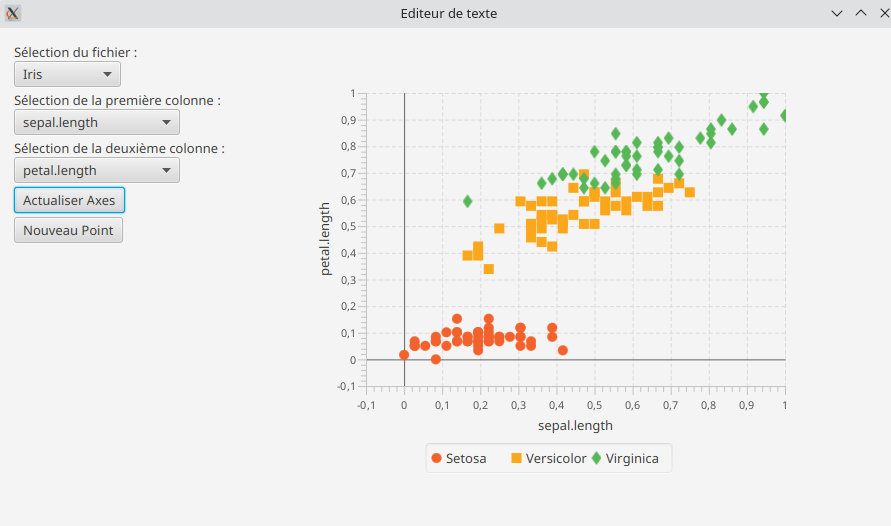 Editeur de texte
Sélection du fichier :
Iris
Sélection de la première colonne :
sepal.length
Sélection de la deuxième colonne :
petal.length
Actualiser Axes
Nouveau Point
petal.length
1
0,9
0,8
0,7
0,6
0,5
0,4
0,3
0,2
0,1
0
-0,1
-0,1 0 0,1 0,2 0,3 0,4 0,5 0,6 0,7 0,8 0,9 1
sepal.length
Setosa Versicolor Virginica